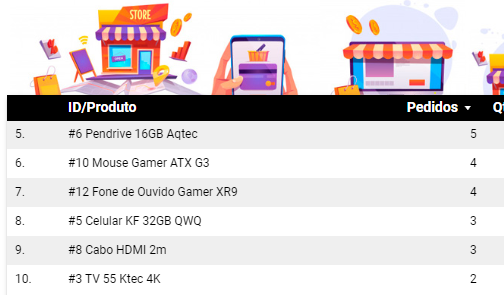 STORE
ID/Produto Pedidos
5. #6 Pendrive 16GB Aqtec 5
6. #10 Mouse Gamer ATX G3 4
7. #12 Fone de Ouvido Gamer XR9 4
8. #5 Celular KF 32GB QWQ 3
9. #8 Cabo HDMI 2m 3
10. #3 TV 55 Ktec 4K 2